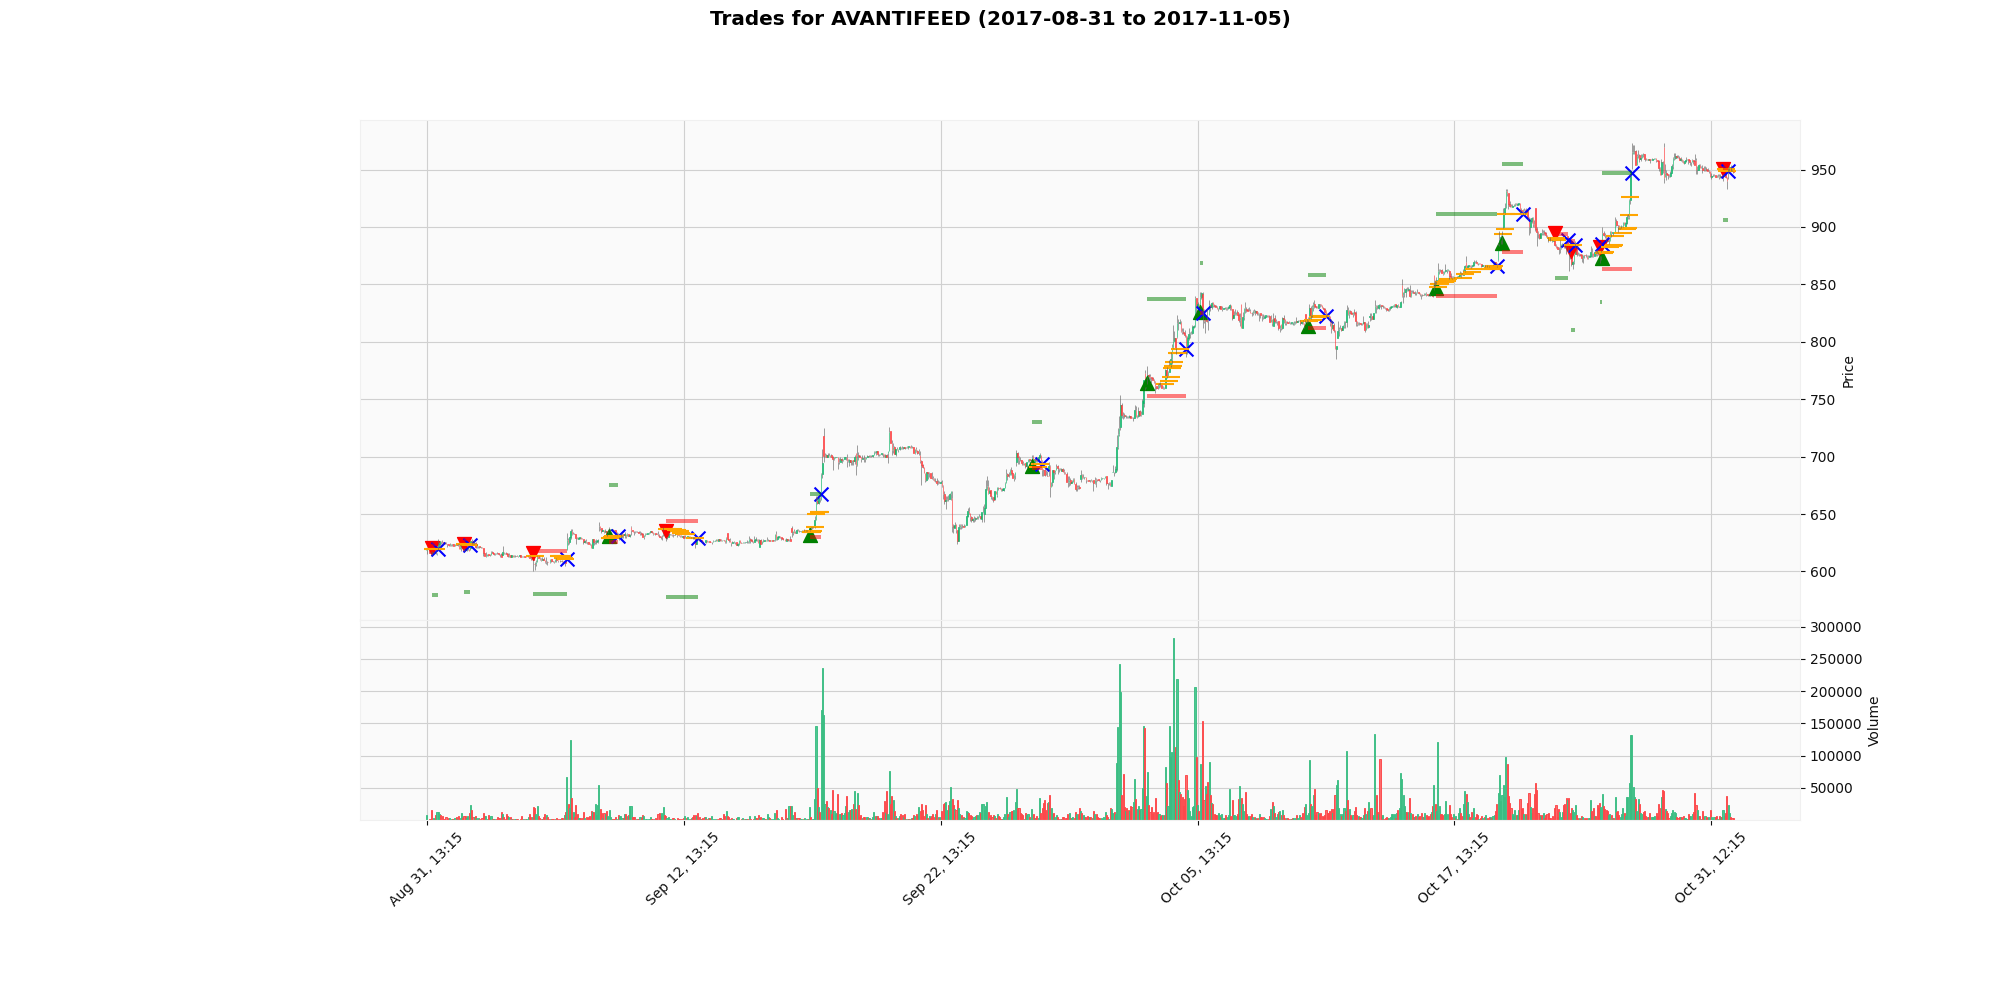 Trades for AVANTIFEED (2017-08-31 to 2017-11-05)
950
900
850
800
750
700
650
600
Price
300000
250000
200000
150000
100000
50000
Volume
Aug 31, 13:15
Sep 12, 13:15
Sep 22, 13:15
Oct 05, 13:15
Oct 17, 13:15
Oct 31, 12:15